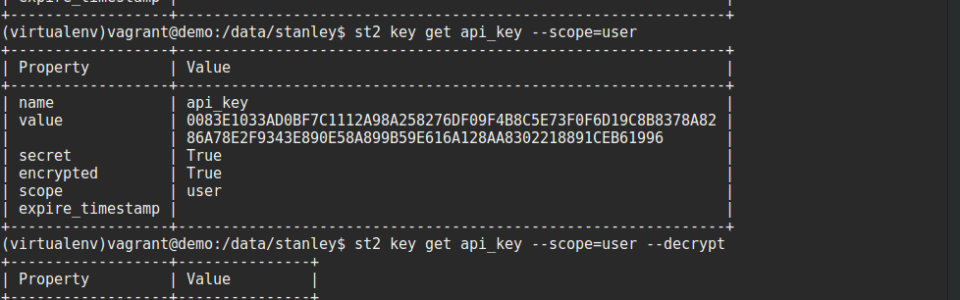 expire_timestamp |
+------------------+--------------------------------------------------------------+
(virtualenv)vagrant@demo:/data/stanley$ st2 key get api_key --scope=user
+------------------+--------------------------------------------------------------+
| Property | Value |
+------------------+--------------------------------------------------------------+
| name | api_key |
| value | 0083E1033AD0BF7C1112A98A258276DF09F4B8C5E73F0F6D19C8B8378A82 |
| | 86A78E2F9343E890E58A899B59E616A128AA8302218891CEB61996 |
| secret | True |
| encrypted | True |
| scope | user |
| expire_timestamp | |
+------------------+--------------------------------------------------------------+
(virtualenv)vagrant@demo:/data/stanley$ st2 key get api_key --scope=user --decrypt
+------------------+---------------+
| Property | Value |
+------------------+---------------+